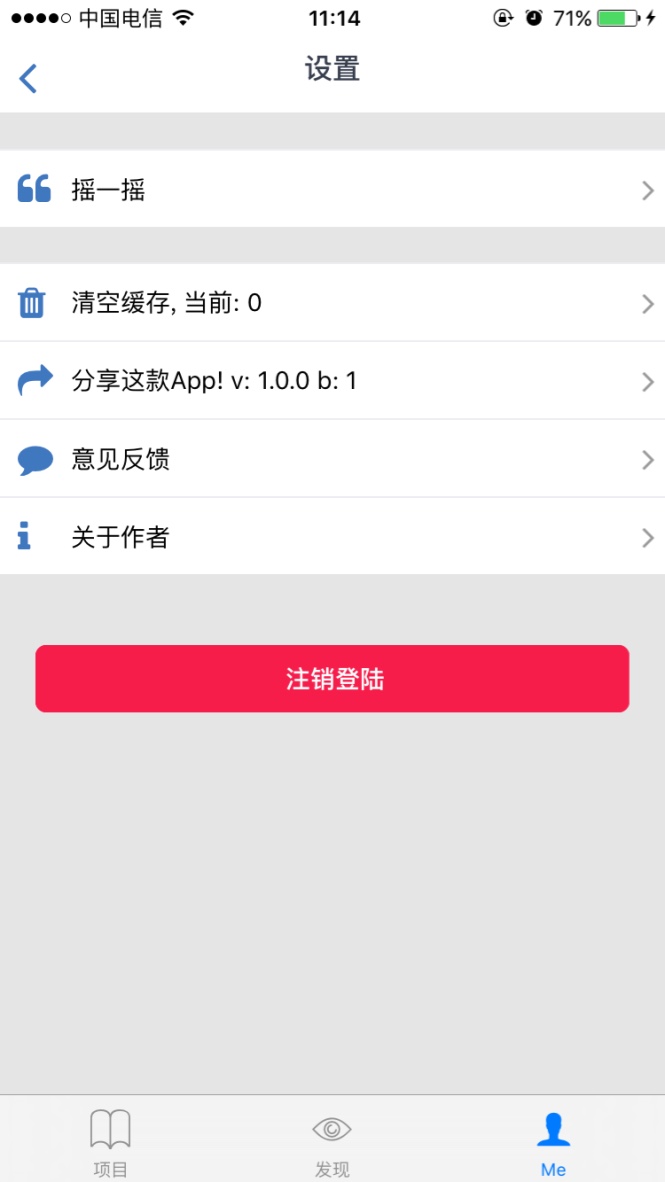 中国电信 11:14 71%
设置
摇一摇
清空缓存, 当前: 0
分享这款App! v: 1.0.0 b: 1
意见反馈
关于作者
注销登陆
项目 发现 Me